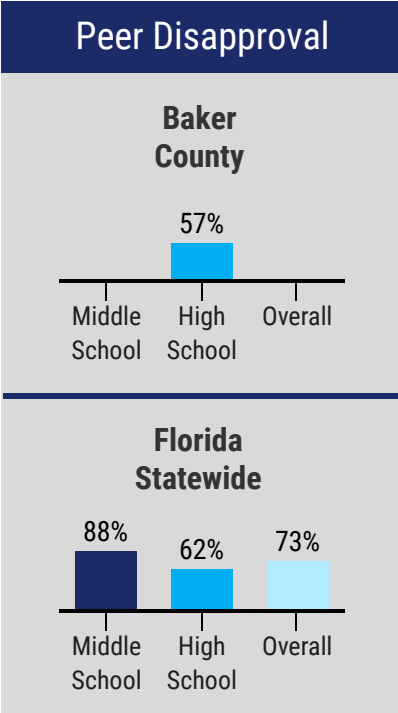 Peer Disapproval
Baker
County
57%
Middle High Overall
School School
Florida
Statewide
88% 62% 73%
Middle High Overall
School School